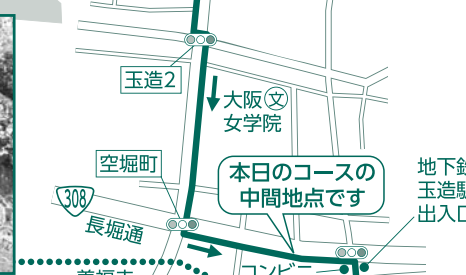 玉造2
大阪㊛
女学院
空堀町
本日のコースの
中間地点です
地下鉄
玉造駅
出入口
308
長堀通
コンビニ